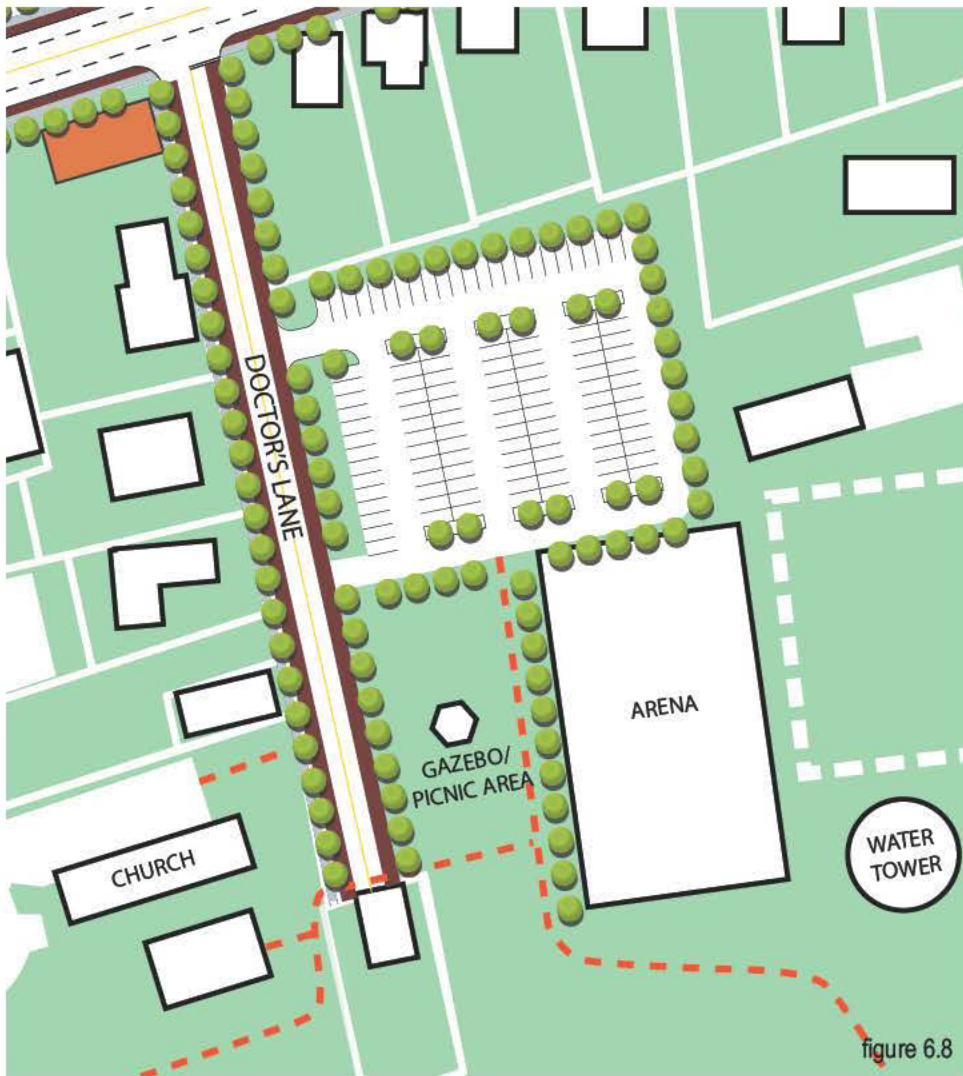 DOCTOR'S LANE
ARENA
GAZEBO/
PICNIC AREA
WATER
TOWER
CHURCH
figure 6.8